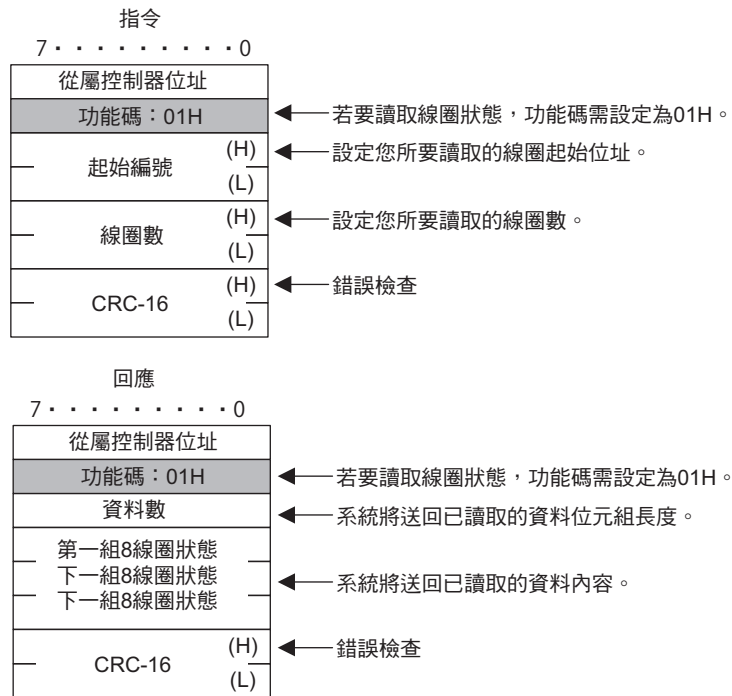 指令
7・・・・・・・・・0
從屬控制器位址
功能碼：01H
若要讀取線圈狀態，功能碼需設定為01H。
起始編號
(H)
設定您所要讀取的線圈起始位址。
(L)
線圈數
(H)
設定您所要讀取的線圈數。
(L)
CRC-16
(H)
錯誤檢查
(L)
回應
7・・・・・・・・・0
從屬控制器位址
功能碼：01H
若要讀取線圈狀態，功能碼需設定為01H。
資料數
系統將送回已讀取的資料位元組長度。
第一組8線圈狀態
下一組8線圈狀態
下一組8線圈狀態
系統將送回已讀取的資料內容。
CRC-16
(H)
錯誤檢查
(L)